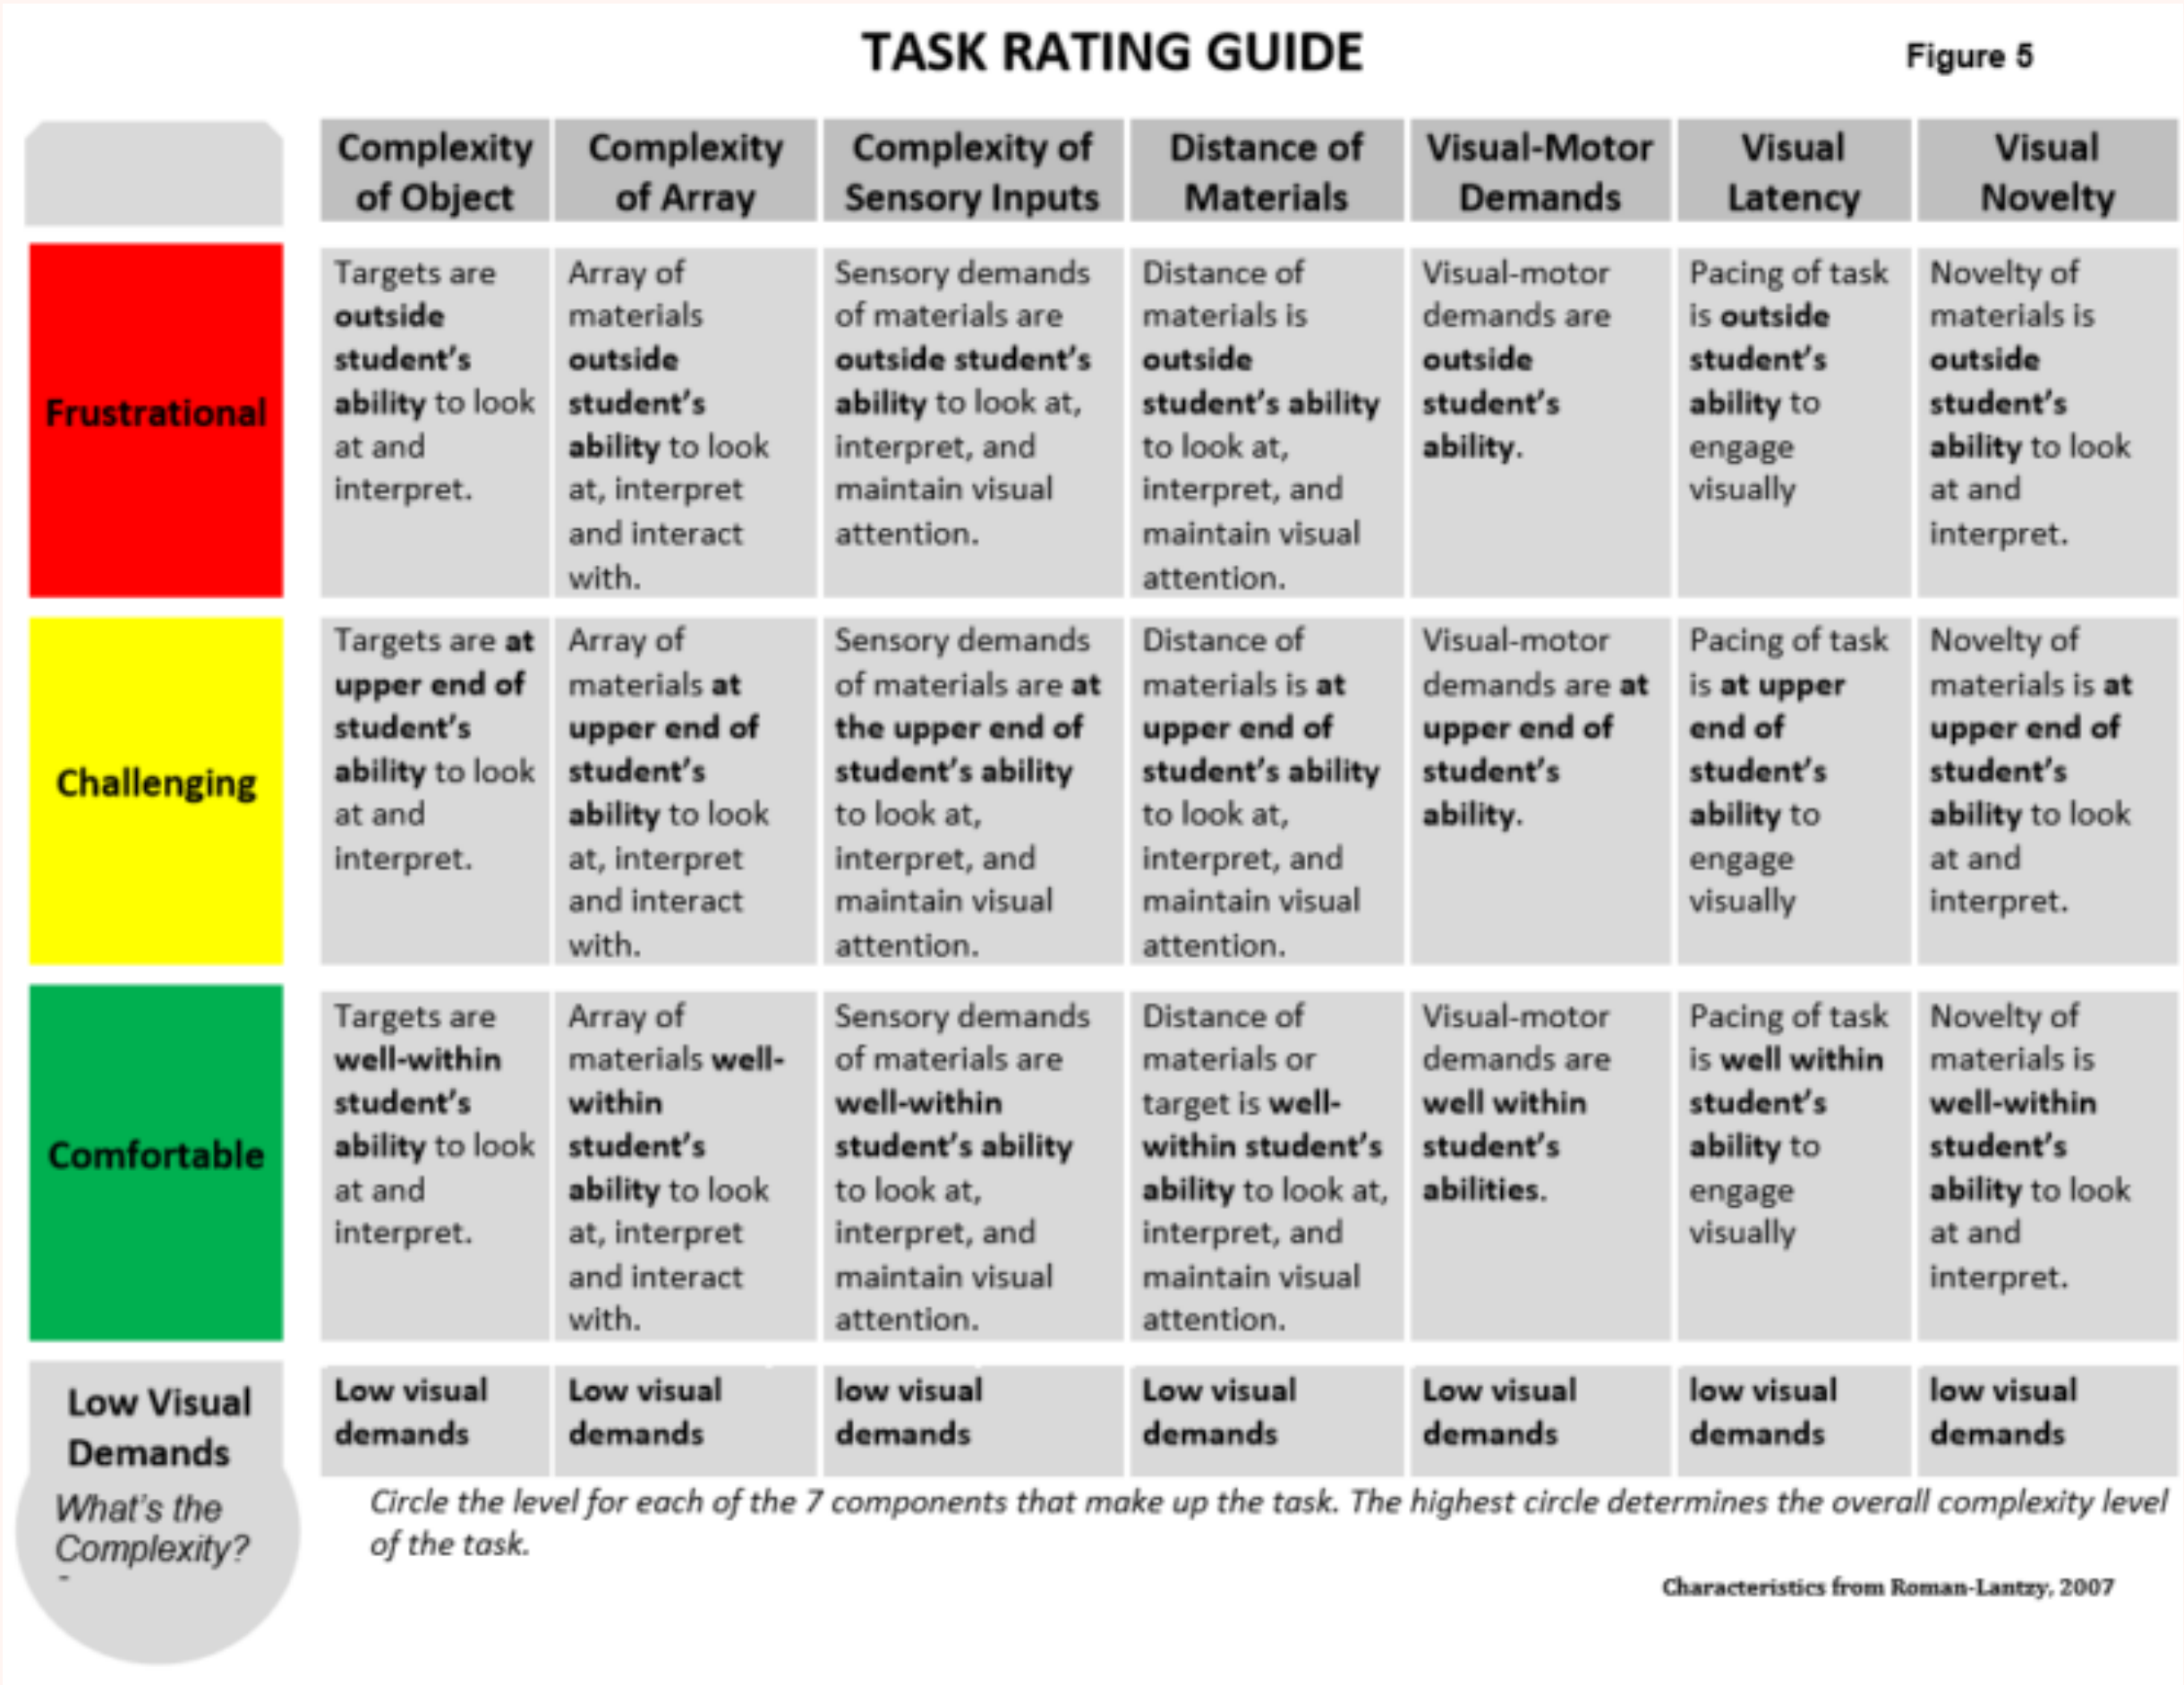 TASK RATING GUIDE
Figure 5
Complexity
of Object
Complexity
of Array
Complexity of
Sensory Inputs
Distance of
Materials
Visual-Motor
Demands
Visual
Latency
Visual
Novelty
Frustrational
Targets are
outside
student's
ability to look
at and
interpret.
Array of
materials
outside
student's
ability to look
at, interpret
and interact
with.
Sensory demands
of materials are
outside student's
ability to look at,
interpret, and
maintain visual
attention.
Distance of
materials is
outside
student's ability
to look at,
interpret, and
maintain visual
attention.
Visual-motor
demands are
outside
student's
ability.
Pacing of task
is outside
student's
ability to
engage
visually
Novelty of
materials is
outside
student's
ability to look
at and
interpret.
Challenging
Targets are at
upper end of
student's
ability to look
at and
interpret.
Array of
materials at
upper end of
student's
ability to look
at, interpret
and interact
with.
Sensory demands
of materials are at
the upper end of
student's ability
to look at,
interpret, and
maintain visual
attention.
Distance of
materials is at
upper end of
student's ability
to look at,
interpret, and
maintain visual
attention.
Visual-motor
demands are at
upper end of
student's
ability.
Pacing of task
is at upper
end of
student's
ability to
engage
visually
Novelty of
materials is at
upper end of
student's
ability to look
at and
interpret.
Comfortable
Targets are
well-within
student's
ability to look
at and
interpret.
Array of
materials well-
within
student's
ability to look
at, interpret
and interact
with.
Sensory demands
of materials are
well-within
student's ability
to look at,
interpret, and
maintain visual
attention.
Distance of
materials or
target is well-
within student's
ability to look at,
interpret, and
maintain visual
attention.
Visual-motor
demands are
well within
student's
abilities.
Pacing of task
is well within
student's
ability to
engage
visually
Novelty of
materials is
well-within
student's
ability to look
at and
interpret.
Low Visual
Demands
What's the
Complexity?
Low visual
demands
Low visual
demands
low visual
demands
Low visual
demands
Low visual
demands
low visual
demands
low visual
demands
Circle the level for each of the 7 components that make up the task. The highest circle determines the overall complexity level
of the task.
Characteristics from Roman-Lantzy, 2007